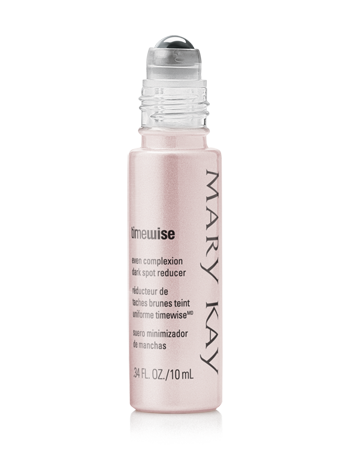 timewise
even complexion
dark spot reducer
réducteur de
taches brunes teint
uniforme timewiseMD
suero minimizador
de manchas
.34 FL. OZ./10 mL
MARY KAY